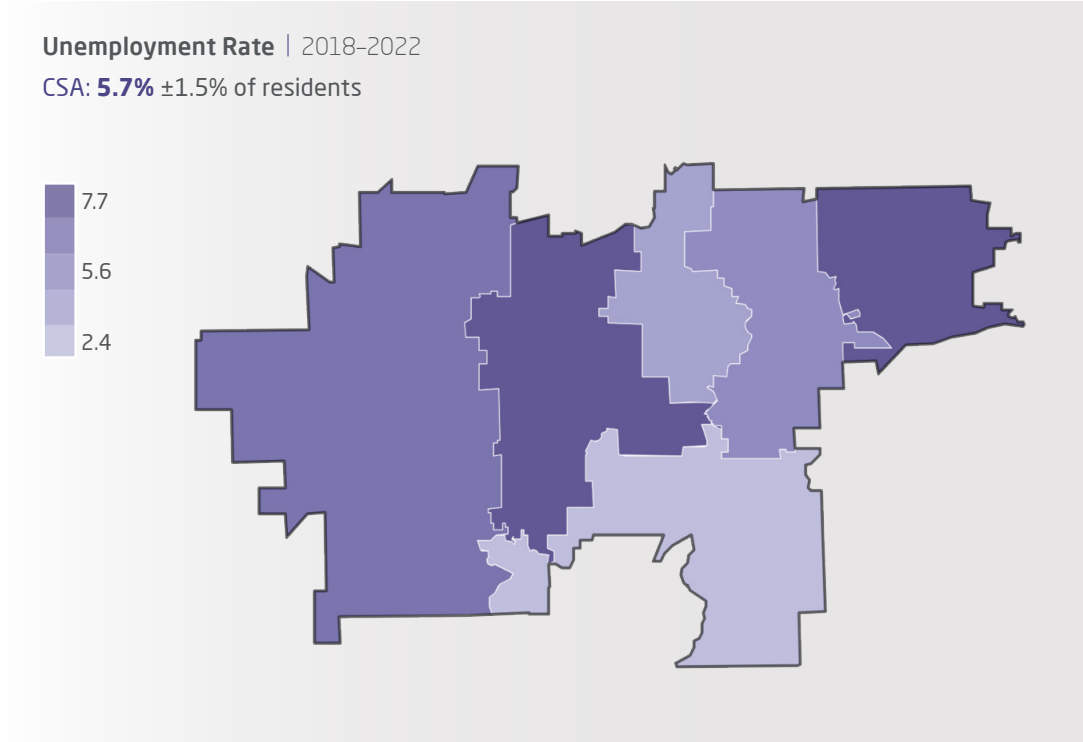 Unemployment Rate | 2018–2022
CSA: 5.7% ±1.5% of residents
7.7
5.6
2.4